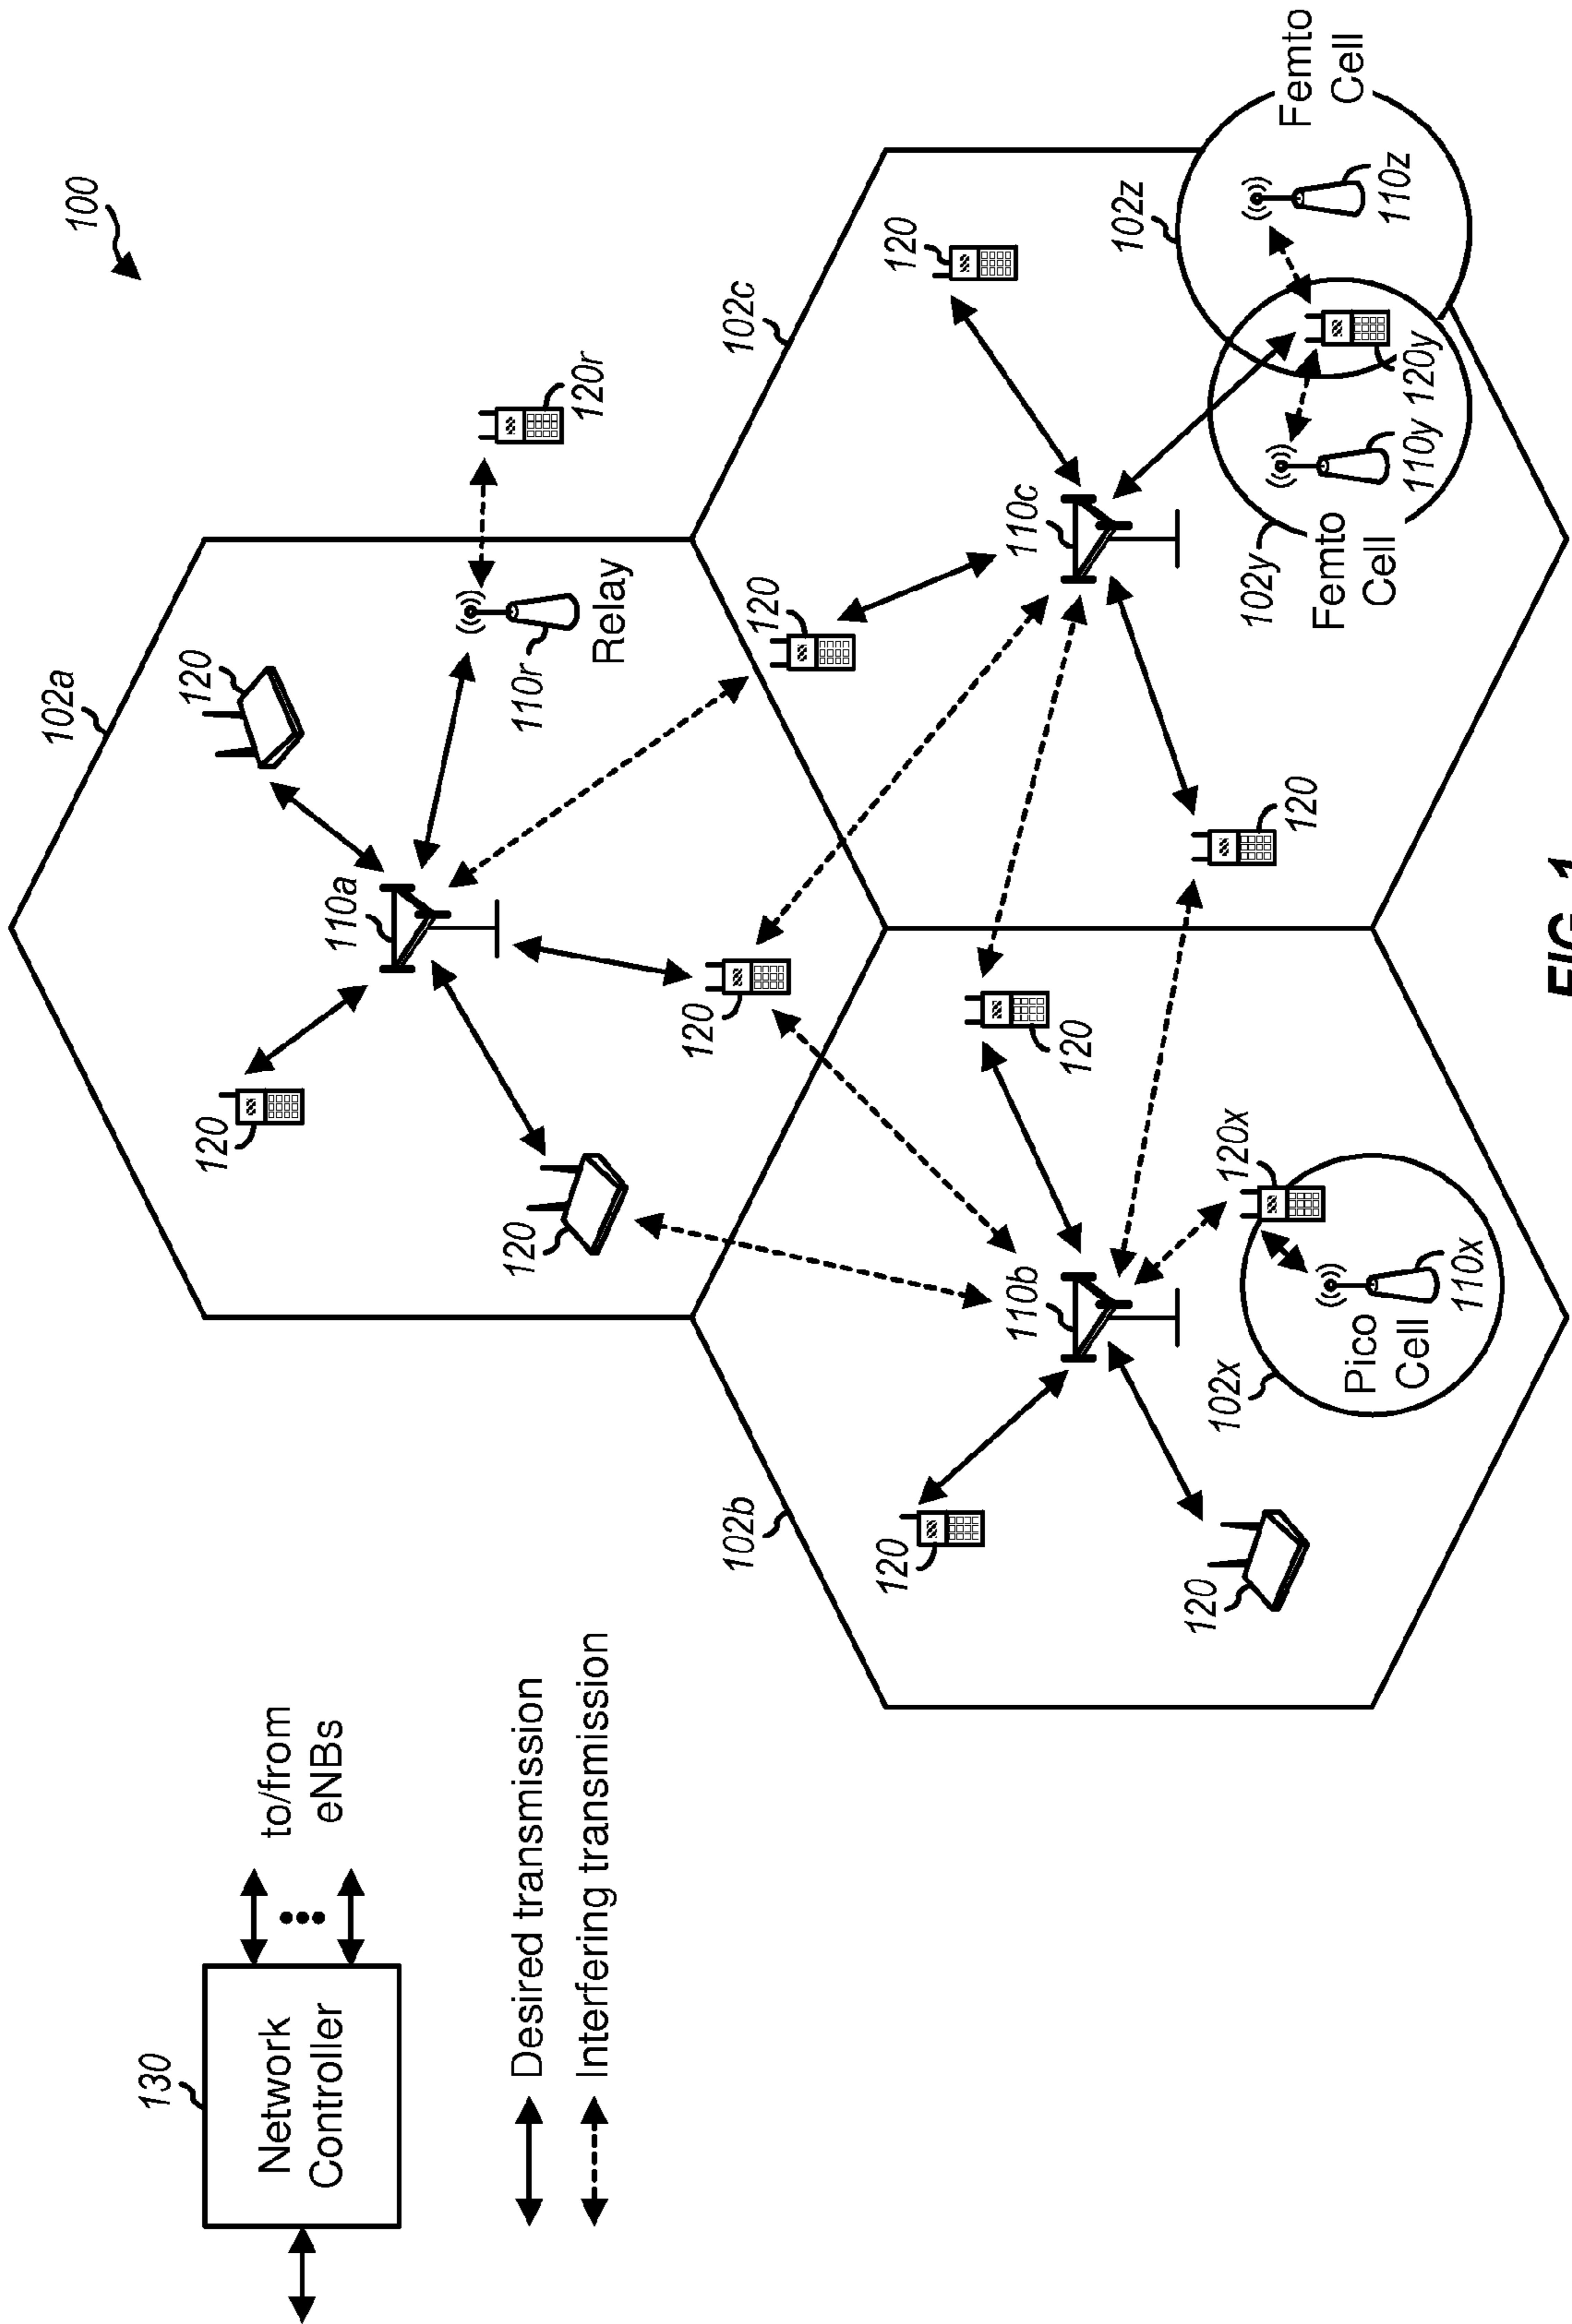 100
130
Network
Controller
to/from
eNBs
Desired transmission
Interfering transmission
102a
120
110a
120
120
120
110r
Relay
120r
120
102b
120
110b
120
120
102x
Pico
Cell
110x
120x
102c
120
110c
120
120
102y
Femto
Cell
110y
120y
102z
110z
Femto
Cell
FIG. 1